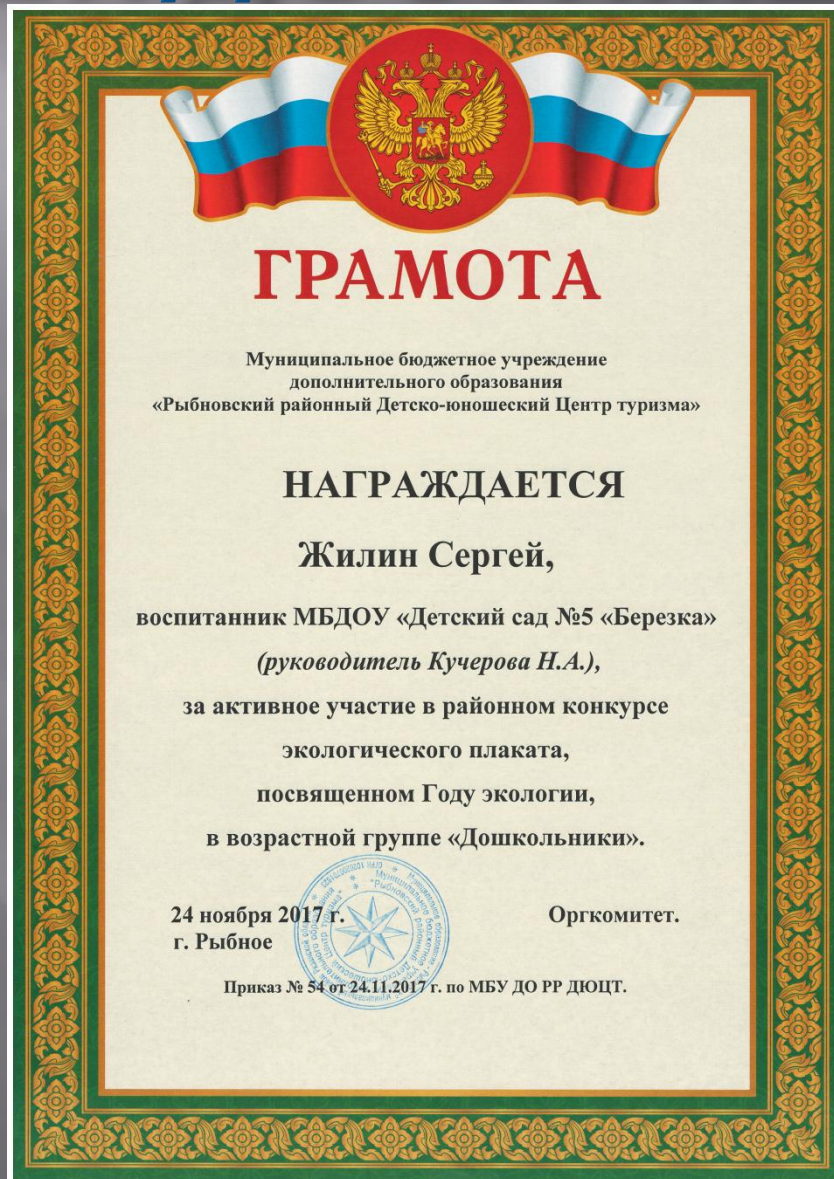 ГРАМОТА
Муниципальное бюджетное учреждение
дополнительного образования
«Рыбновский районный Детско-юношеский Центр туризма»
НАГРАЖДАЕТСЯ
Жилин Сергей,
воспитанник МБДОУ «Детский сад №5 «Березка»
(руководитель Кучерова Н.А.),
за активное участие в районном конкурсе
экологического плаката,
посвященном Году экологии,
в возрастной группе «Дошкольники».
24 ноября 2017 г. Оргкомитет.
г. Рыбное
Приказ № 54 от 24.11.2017 г. по МБУ ДО РР ДЮЦТ.